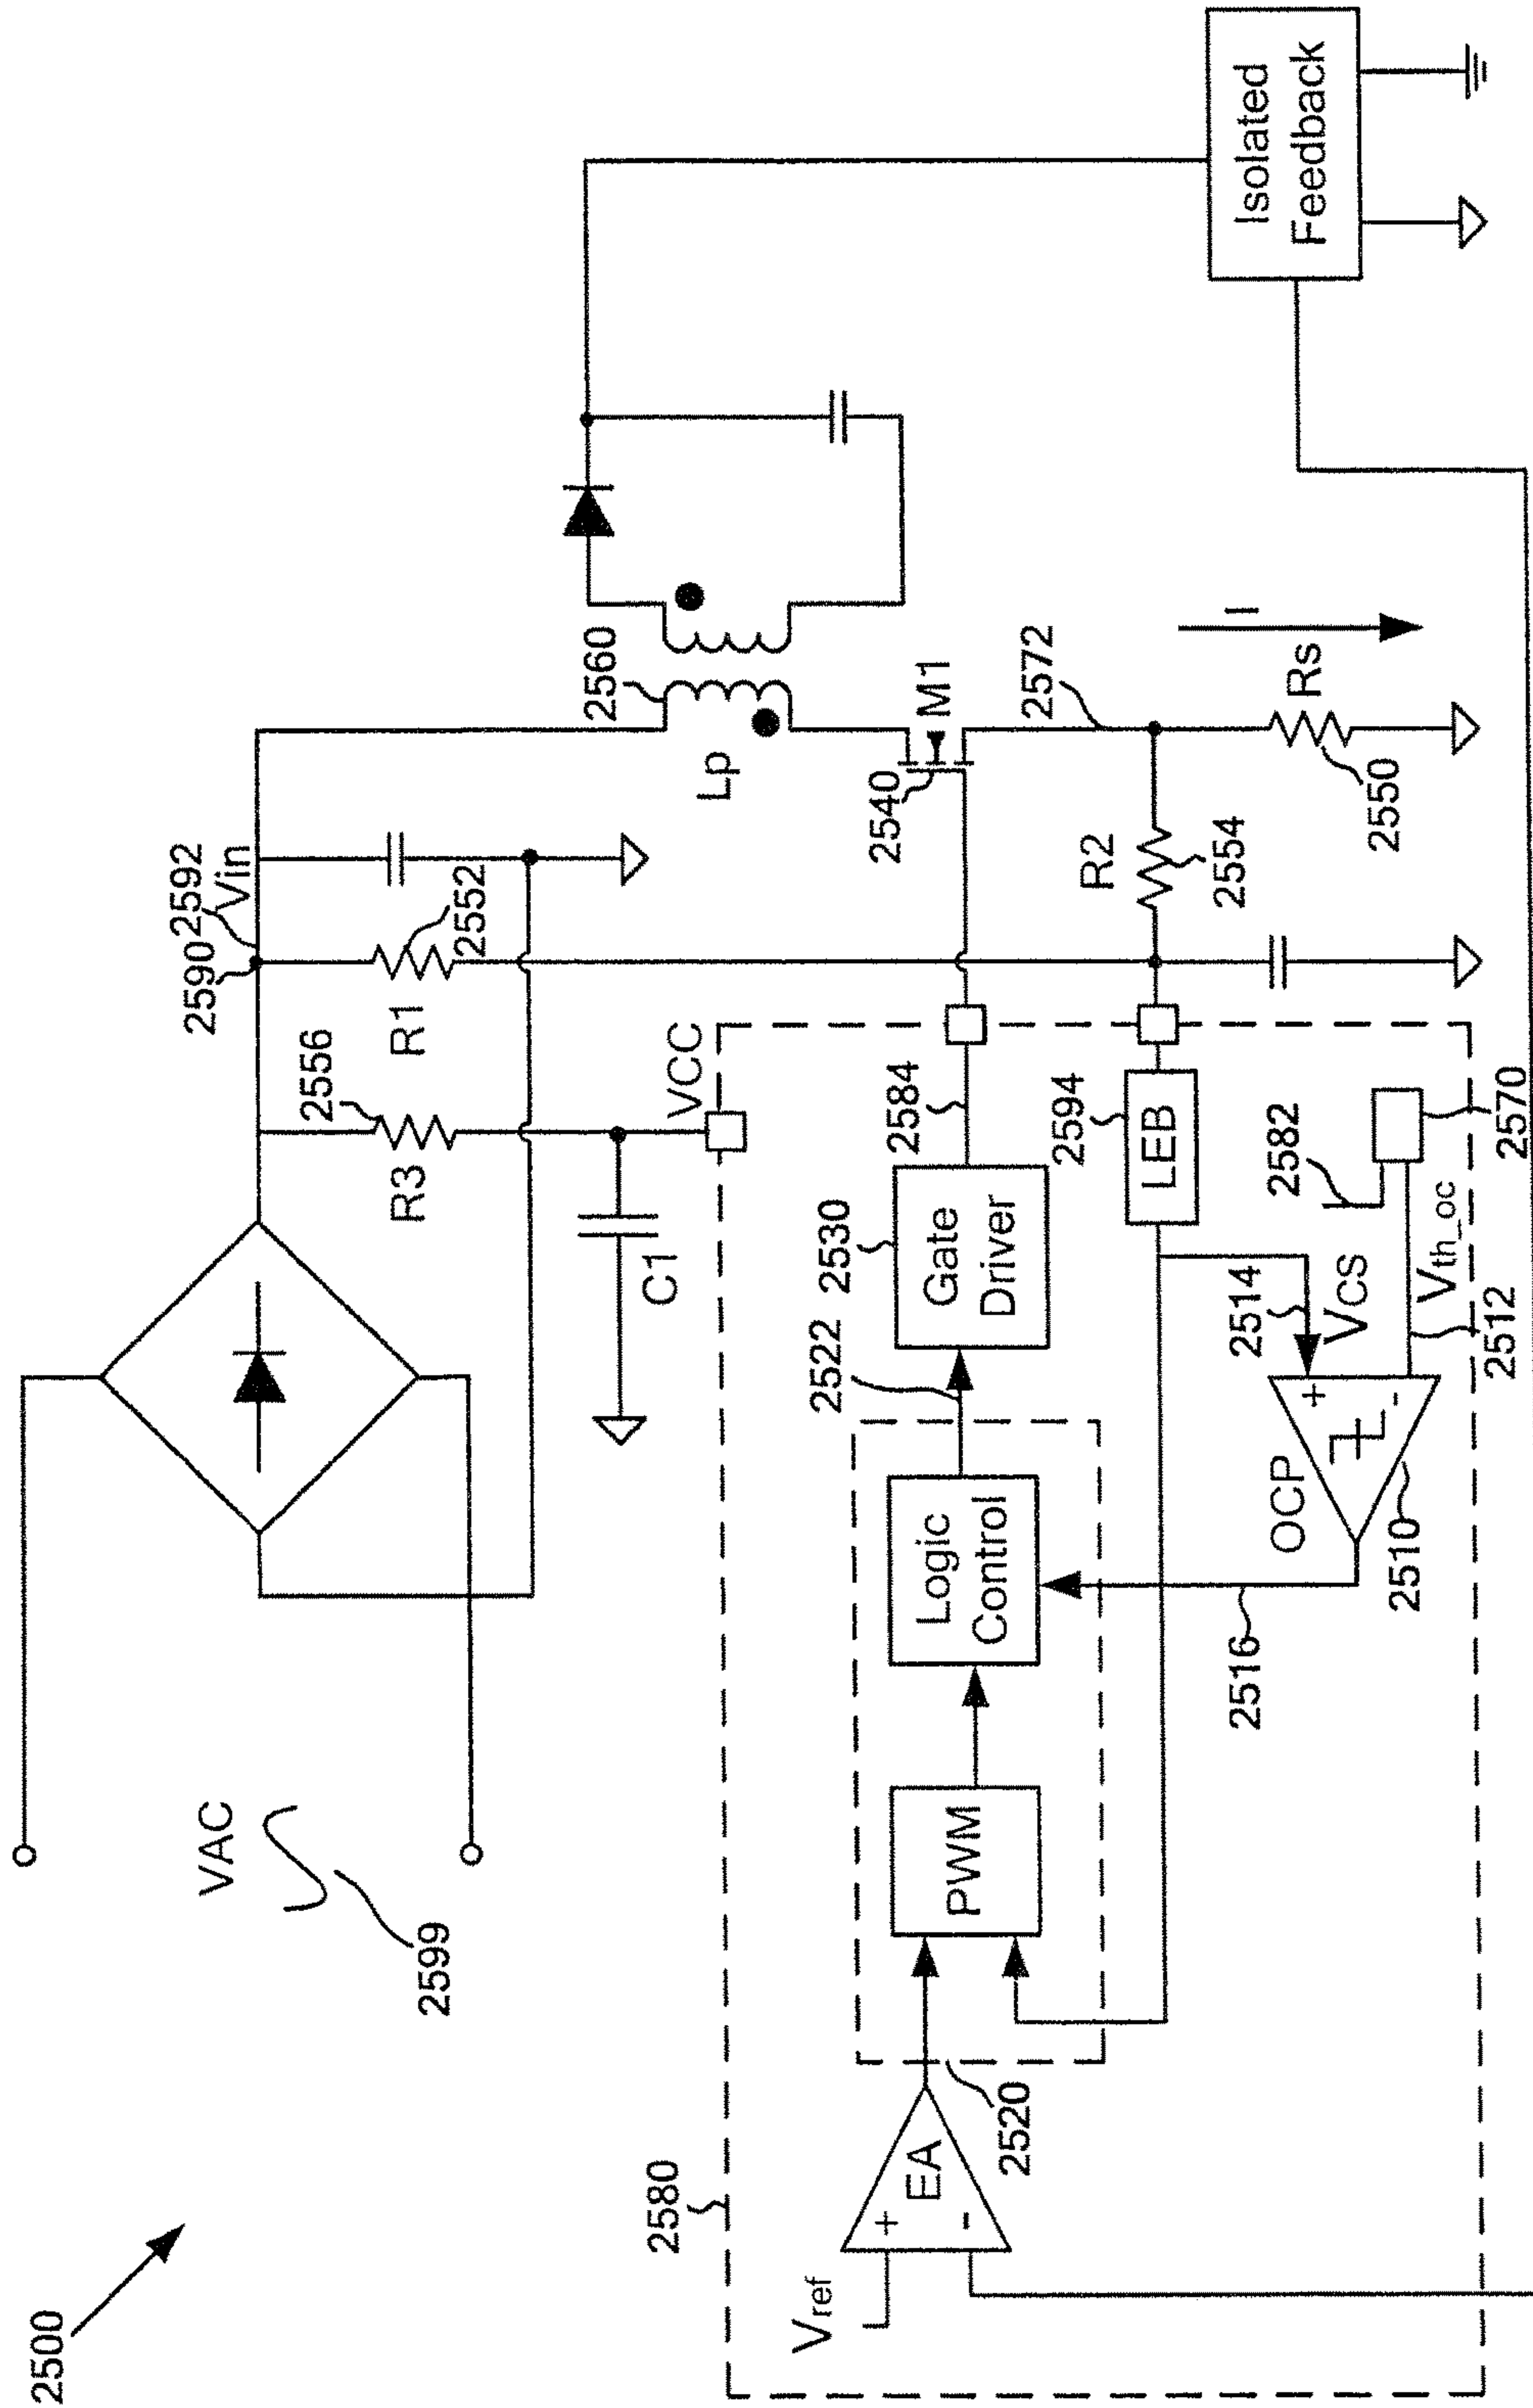 2500
VAC
2599
2590
2592
Vin
2556
R3
R1
2552
C1
VCC
2560
Lp
2540
M1
2572
I
R2
2554
Rs
2550
Isolated
Feedback
2580
Vref
+
-
EA
2520
PWM
Logic
Control
2522
2530
Gate
Driver
2584
2594
LEB
2516
OCP
2510
+
-
2514
VCS
2582
Vth_oc
2512
2570